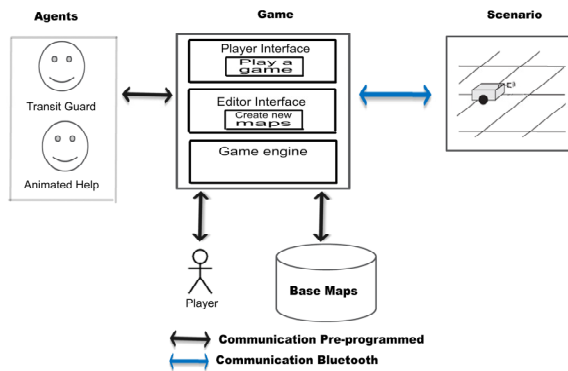 Agents
Game
Scenario
Transit Guard
Animated Help
Player Interface
Play a
game
Editor Interface
Create new
maps
Game engine
Player
Base Maps
Communication Pre-programmed
Communication Bluetooth